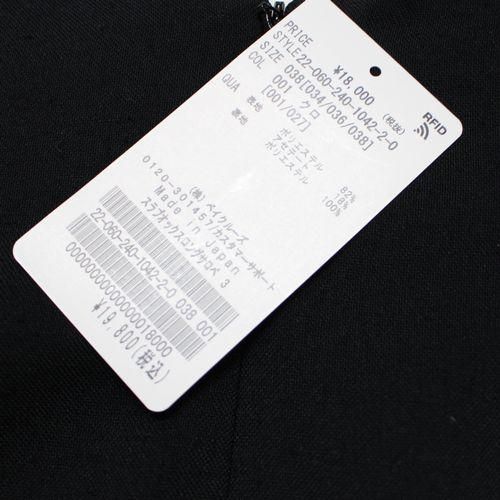 PRICE ¥18,000 (税抜)
STYLE22-060-240-1042-2-0
SIZE 038[034/036/038]
COL 001 クロ
[001/027]
QUA 表地 ポリエステル 82%
アセテート 18%
裏地 ポリエステル 100%
RFID
(株) ベイクルーズ
0120-301457/カスタマーサポート
Made in Japan
スラブオックスロングサロペ 3
22-060-240-1042-2-0 038 001
0000000000000018000
¥19,800(税込)